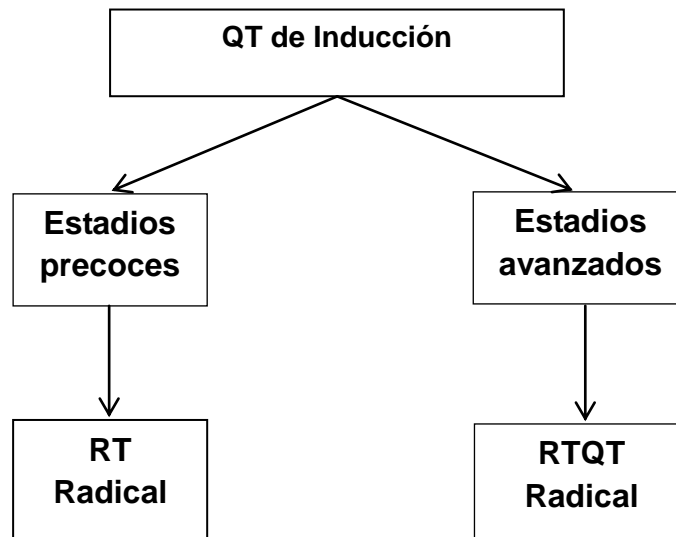 QT de Inducción
Estadios
precoces
Estadios
avanzados
RT
Radical
RTQT
Radical